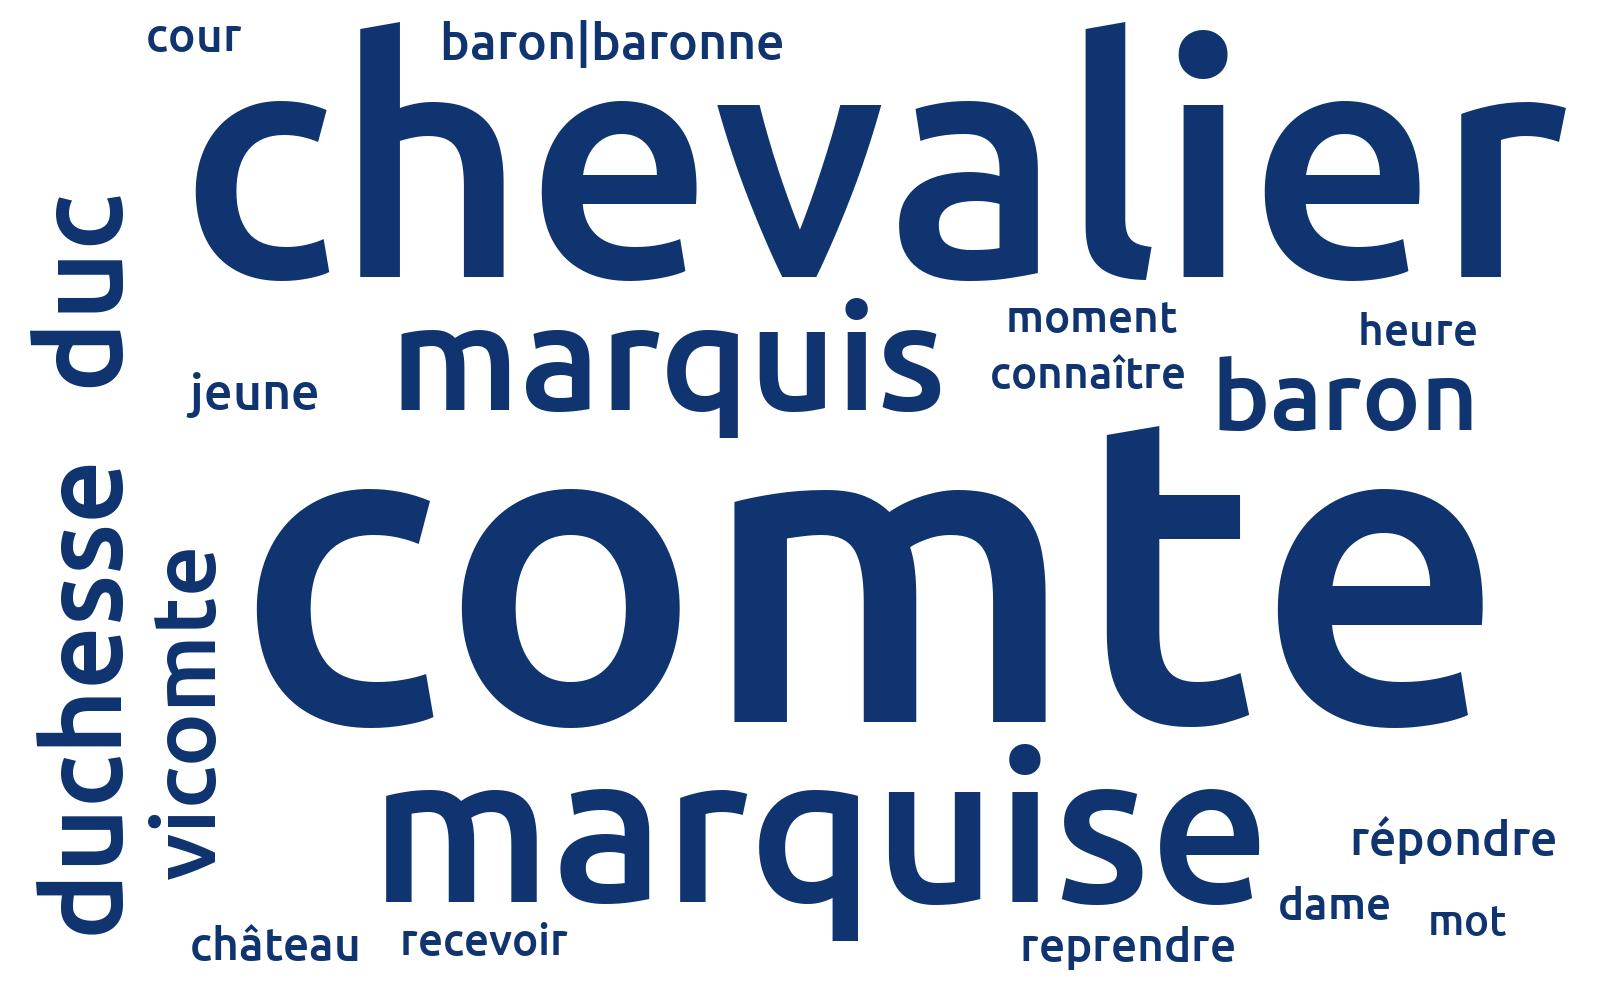 cour
baron|baronne
chevalier
duc
marquis
moment
heure
connaître
jeune
baron
comte
duchesse
vicomte
marquise
répondre
dame
mot
château
recevoir
reprendre